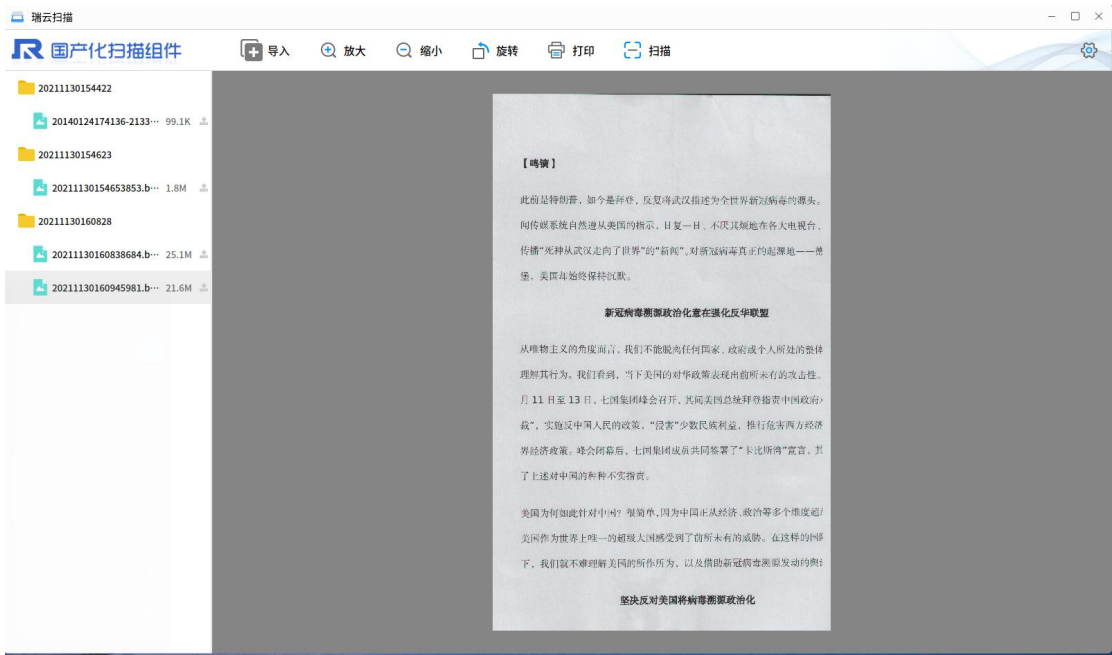 瑞云扫描
国产化扫描组件
导入
放大
缩小
旋转
打印
扫描
20211130154422
20140124174136-2133··· 99.1K
20211130154623
20211130154653853.b··· 1.8M
20211130160828
20211130160838684.b··· 25.1M
20211130160945981.b··· 21.6M
【鸣镝】
此前是特朗普，如今是拜登，反复将武汉描述为全世界新冠病毒的源头。
闻传媒系统自然遵从美国的指示，日复一日、不厌其烦地在各大电视台、
传播“死神从武汉走向了世界”的“新闻”。对新冠病毒真正的起源地——德
堡，美国却始终保持沉默。
新冠病毒溯源政治化意在强化反华联盟
从唯物主义的角度而言，我们不能脱离任何国家、政府或个人所处的整体
理解其行为。我们看到，当下美国的对华政策表现出前所未有的攻击性。
月 11 日至 13 日，七国集团峰会召开，其间美国总统拜登指责中国政府
裁”，实施反中国人民的政策，“侵害”少数民族利益，推行危害西方经济
界经济政策。峰会闭幕后，七国集团成员共同签署了“卡比斯湾”宣言，其
了上述对中国的种种不实指责。
美国为何如此针对中国？很简单，因为中国正从经济、政治等多个维度超
美国作为世界上唯一的超级大国感受到了前所未有的威胁。在这样的国际
下，我们就不难理解美国的所作所为，以及借助新冠病毒溯源发动的舆
坚决反对美国将病毒溯源政治化